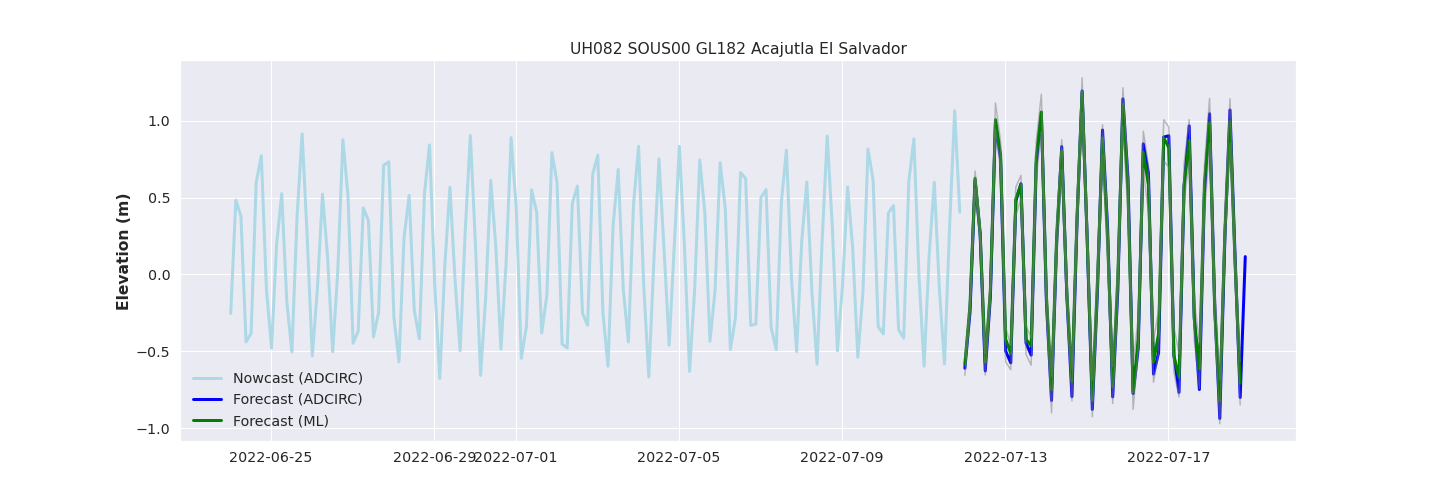 UH082 SOUS00 GL182 Acajutla El Salvador
Elevation (m)
1.0
0.5
0.0
−0.5
−1.0
Nowcast (ADCIRC)
Forecast (ADCIRC)
Forecast (ML)
2022-06-25 2022-06-29 2022-07-01 2022-07-05 2022-07-09 2022-07-13 2022-07-17